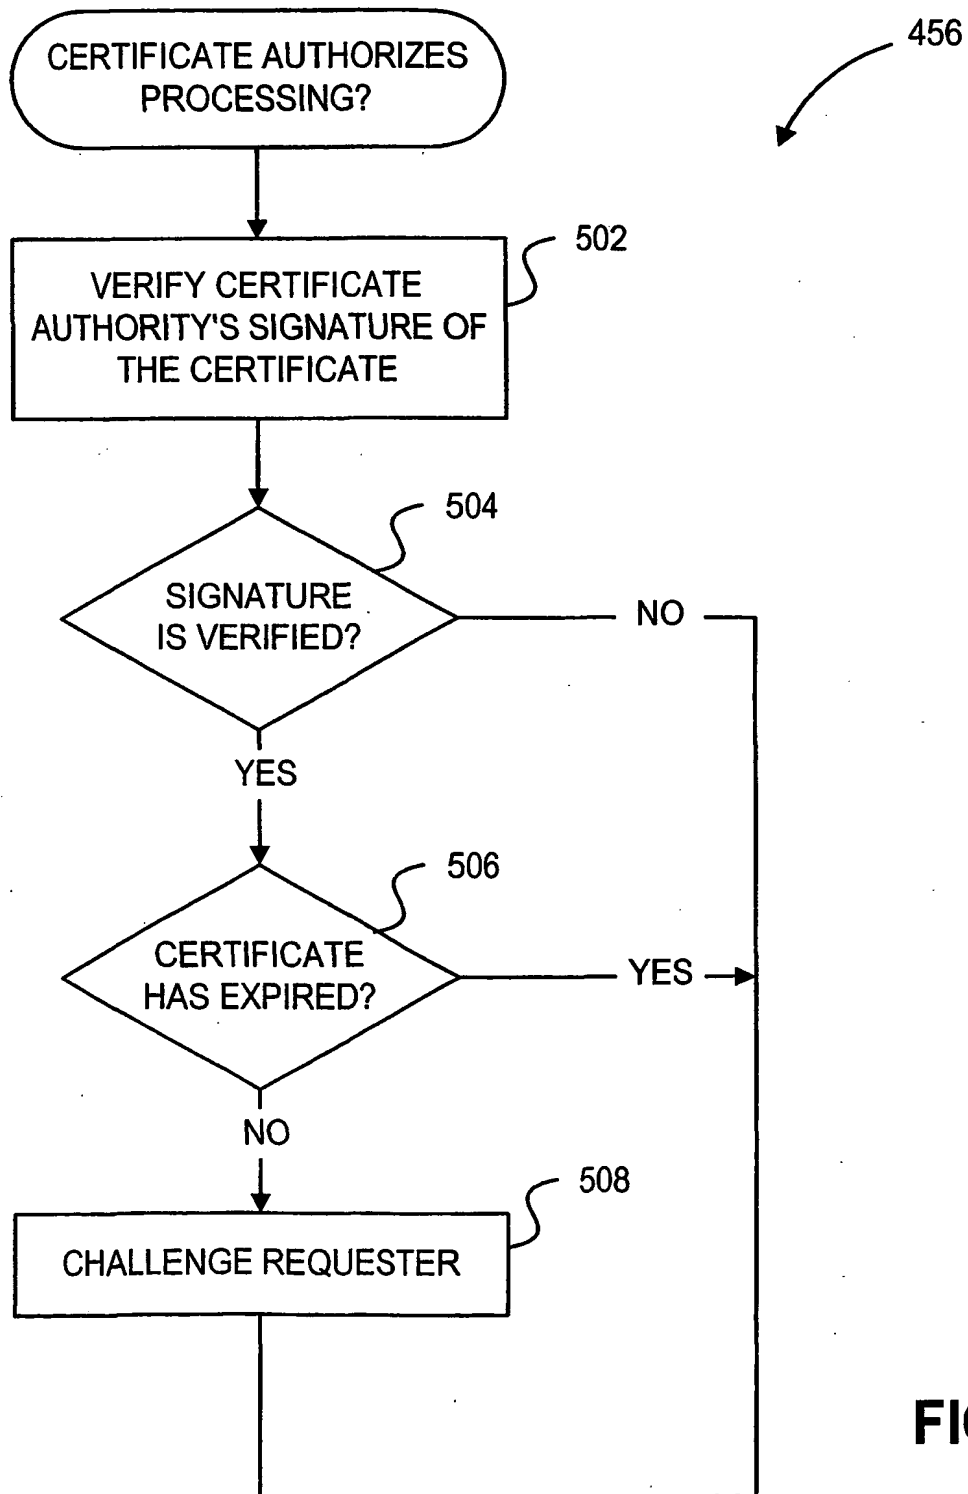 CERTIFICATE AUTHORIZES
PROCESSING?
456
502
VERIFY CERTIFICATE
AUTHORITY'S SIGNATURE OF
THE CERTIFICATE
504
SIGNATURE
IS VERIFIED?
NO
YES
506
CERTIFICATE
HAS EXPIRED?
YES
NO
508
CHALLENGE REQUESTER